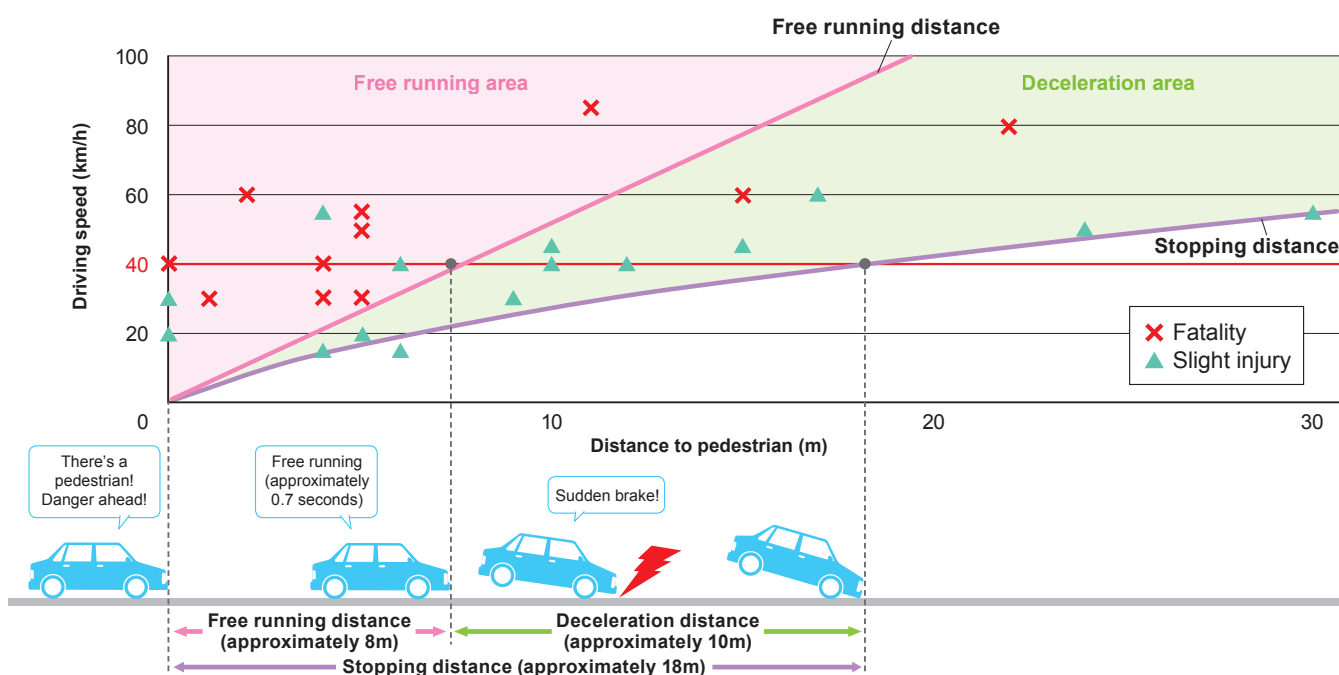 Free running distance
100
80
60
40
20
0
Driving speed (km/h)
Free running area
Deceleration area
Stopping distance
Fatality
Slight injury
10
20
30
Distance to pedestrian (m)
There's a
pedestrian!
Danger ahead!
Free running
(approximately
0.7 seconds)
Sudden brake!
Free running distance
(approximately 8m)
Deceleration distance
(approximately 10m)
Stopping distance (approximately 18m)